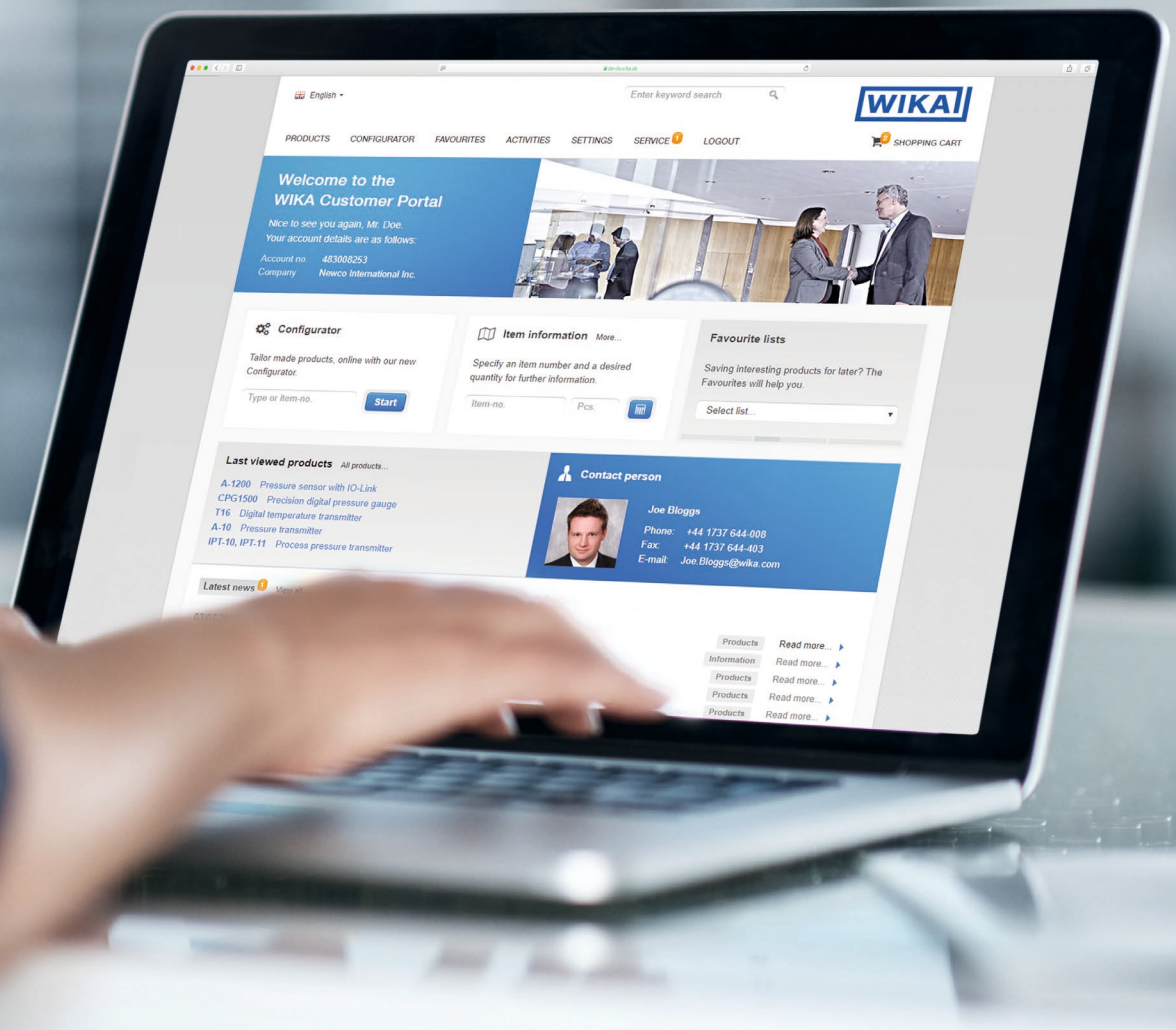 English
Enter keyword search
WIKA
PRODUCTS CONFIGURATOR FAVOURITES ACTIVITIES SETTINGS SERVICE 1 LOGOUT
2 SHOPPING CART
Welcome to the
WIKA Customer Portal
Nice to see you again, Mr. Doe.
Your account details are as follows:
Account no 483008253
Company Newco International Inc.
Configurator
Tailor made products, online with our new
Configurator.
Type or item-no.
Start
Item information More...
Specify an item number and a desired
quantity for further information.
Item-no.
Pcs.
Favourite lists
Saving interesting products for later? The
Favourites will help you.
Select list...
Last viewed products All products...
A-1200 Pressure sensor with IO-Link
CPG1500 Precision digital pressure gauge
T16 Digital temperature transmitter
A-10 Pressure transmitter
IPT-10, IPT-11 Process pressure transmitter
Contact person
Joe Bloggs
Phone: +44 1737 644-008
Fax: +44 1737 644-403
E-mail: Joe.Bloggs@wika.com
Latest news 1 View all
Products Read more...
Information Read more...
Products Read more...
Products Read more...
Products Read more...